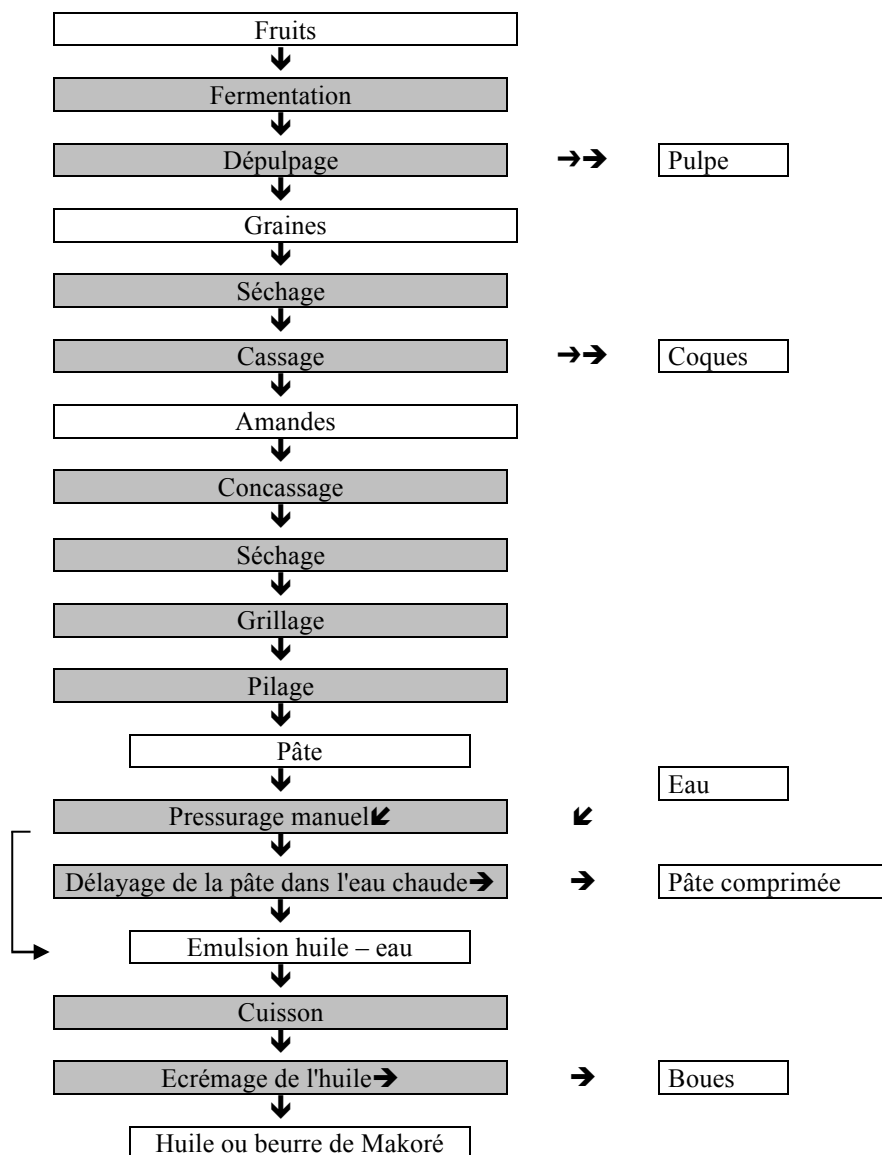 Fruits
Fermentation
Dépulpage
Pulpe
Graines
Séchage
Cassage
Coques
Amandes
Concassage
Séchage
Grillage
Pilage
Pâte
Eau
Pressurage manuel
Délayage de la pâte dans l'eau chaude
Pâte comprimée
Emulsion huile – eau
Cuisson
Ecrémage de l'huile
Boues
Huile ou beurre de Makoré